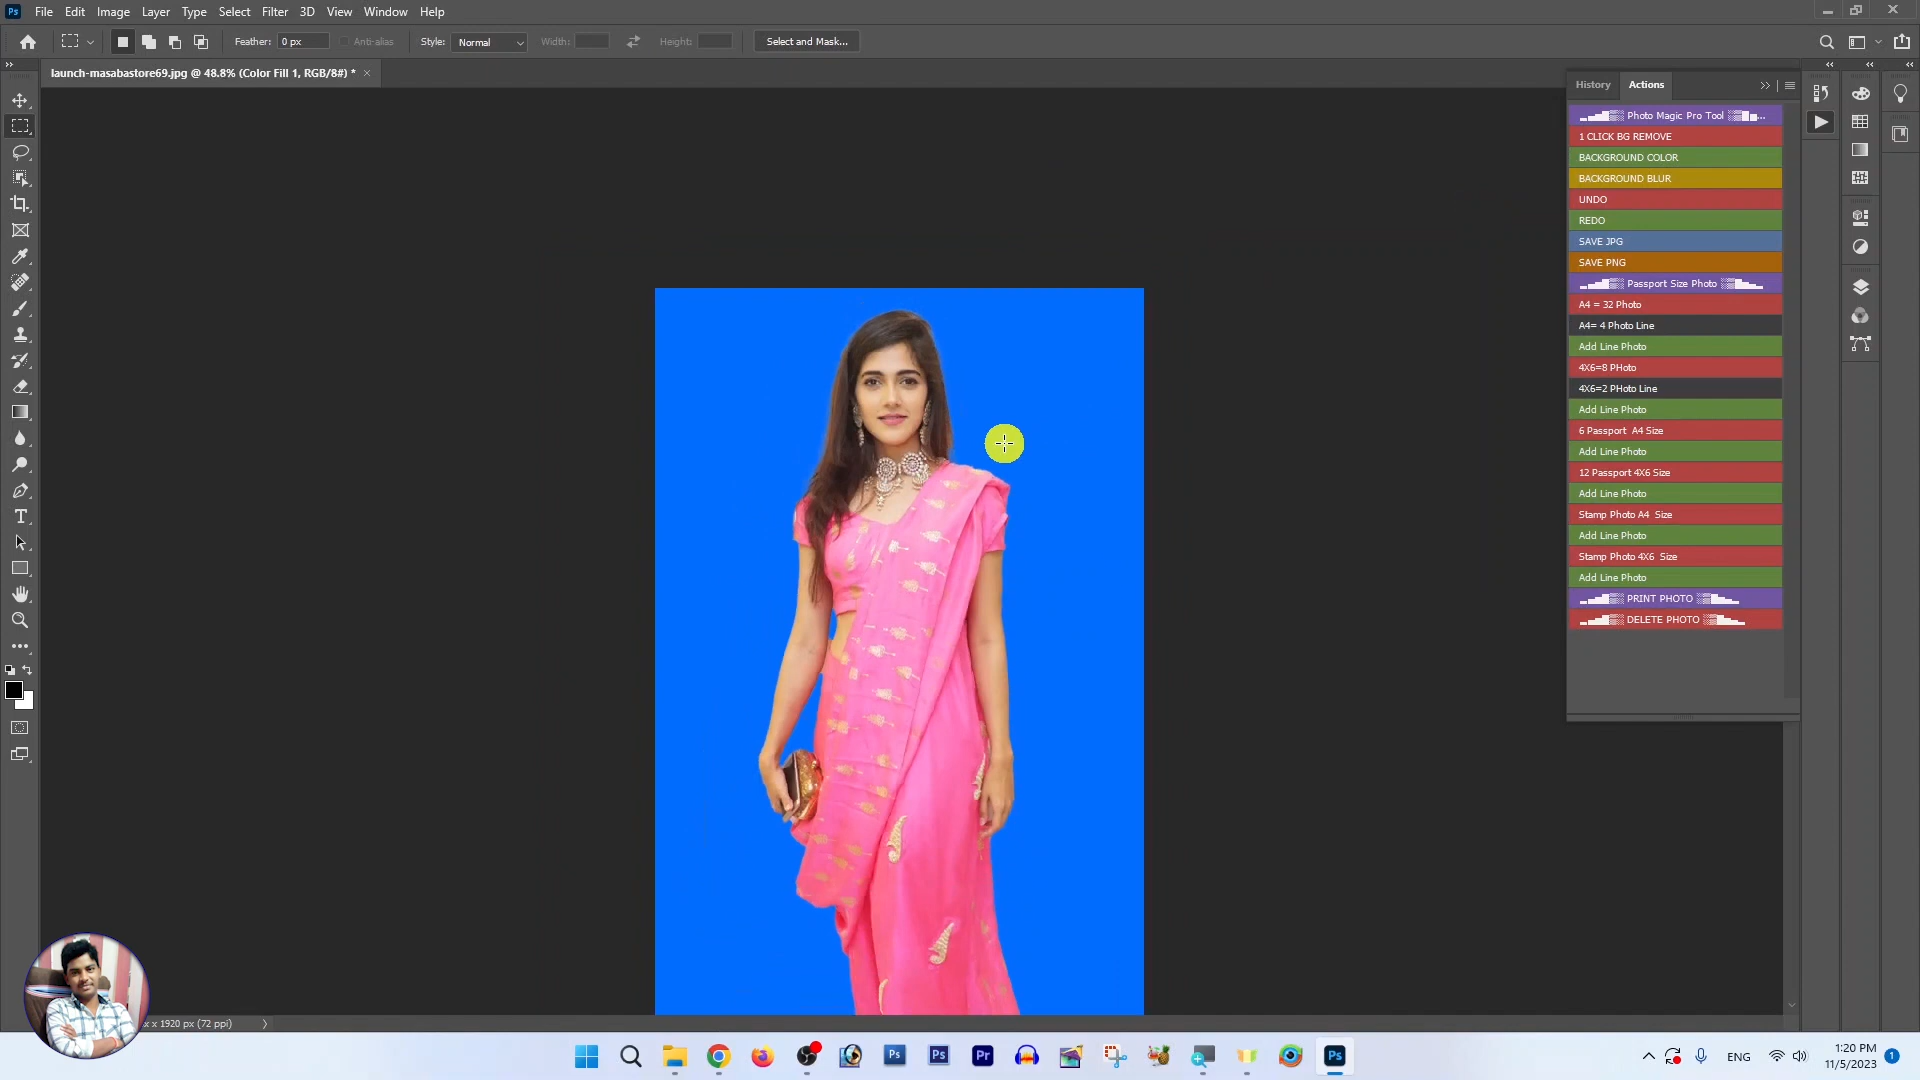 Ps File Edit Image Layer Type Select Filter 3D View Window Help
Feather: 0 px Anti-alias Style: Normal Width: Height: Select and Mask...
launch-masabastore69.jpg @ 48.8% (Color Fill 1, RGB/8#) * ×
History Actions
Photo Magic Pro Tool
1 CLICK BG REMOVE
BACKGROUND COLOR
BACKGROUND BLUR
UNDO
REDO
SAVE JPG
SAVE PNG
Passport Size Photo
A4 = 32 Photo
A4= 4 Photo Line
Add Line Photo
4X6=8 PHoto
4X6=2 PHoto Line
Add Line Photo
6 Passport A4 Size
Add Line Photo
12 Passport 4X6 Size
Add Line Photo
Stamp Photo A4 Size
Add Line Photo
Stamp Photo 4X6 Size
Add Line Photo
PRINT PHOTO
DELETE PHOTO
x x 1920 px (72 ppi)
Ps Ps Pr Ps
ENG
1:20 PM
11/5/2023
1